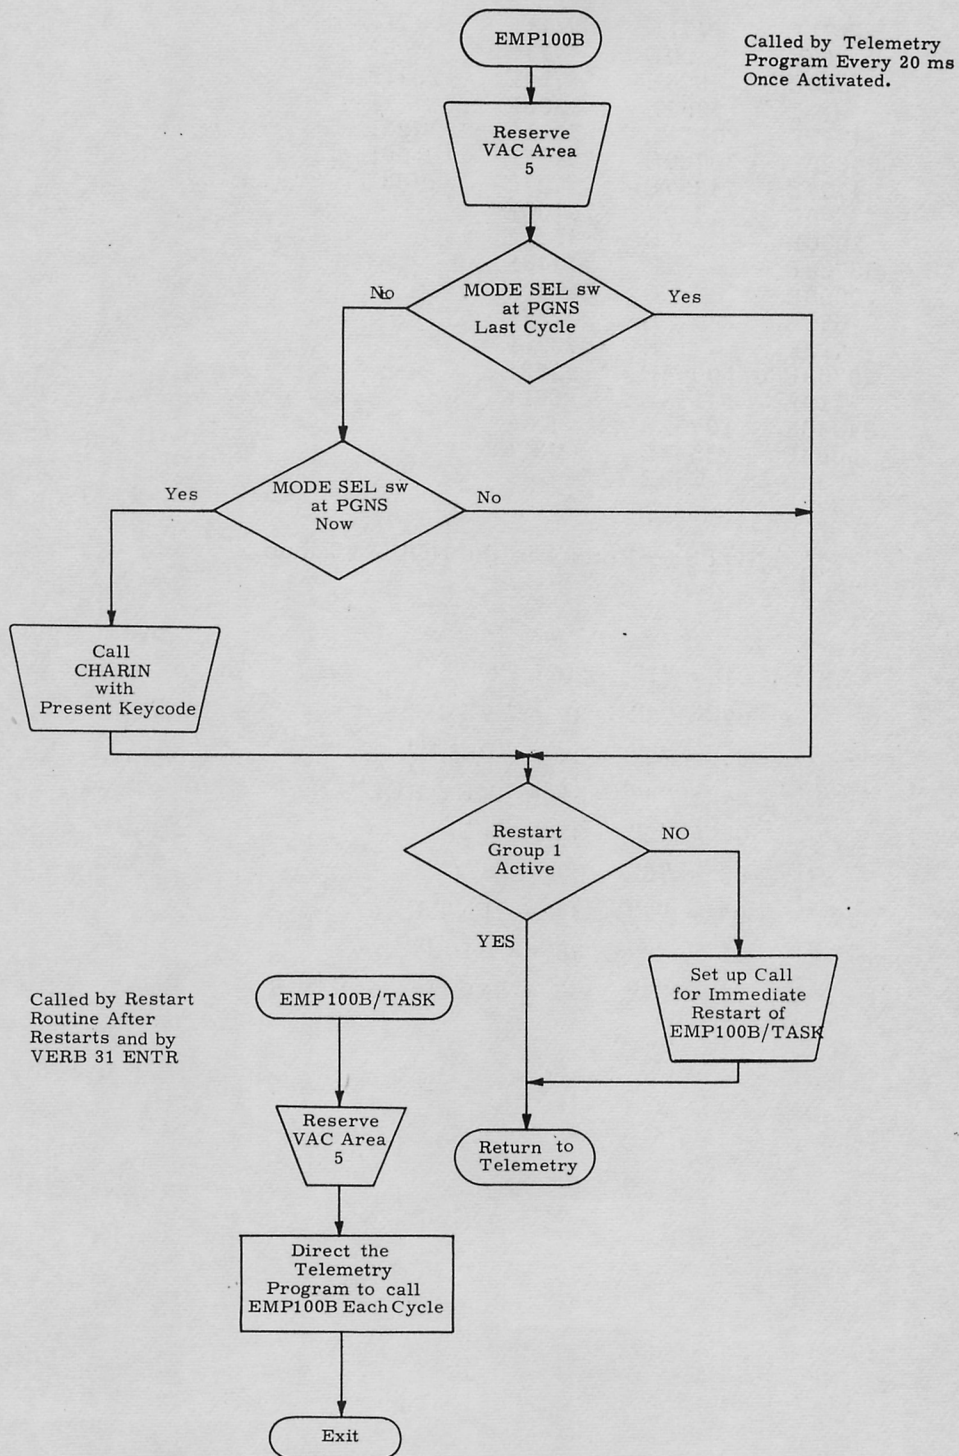 EMP100B
Called by Telemetry
Program Every 20 ms
Once Activated.
Reserve
VAC Area
5
No
MODE SEL sw
at PGNS
Last Cycle
Yes
Yes
MODE SEL sw
at PGNS
Now
No
Call
CHARIN
with
Present Keycode
Restart
Group 1
Active
NO
YES
Set up Call
for Immediate
Restart of
EMP100B/TASK
Called by Restart
Routine After
Restarts and by
VERB 31 ENTR
EMP100B/TASK
Reserve
VAC Area
5
Return to
Telemetry
Direct the
Telemetry
Program to call
EMP100B Each Cycle
Exit